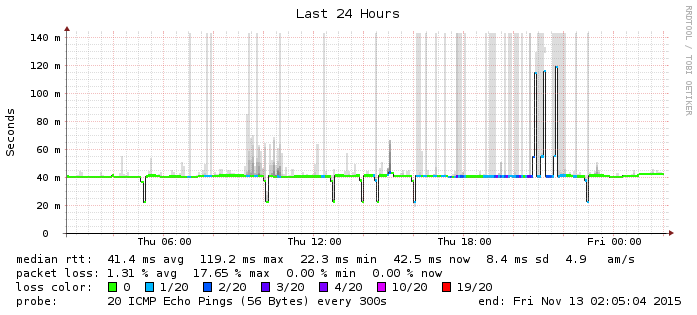 Last 24 Hours
RRDTOOL / TOBI OETIKER
Seconds
140 m
120 m
100 m
80 m
60 m
40 m
20 m
0
Thu 06:00 Thu 12:00 Thu 18:00 Fri 00:00
median rtt: 41.4 ms avg 119.2 ms max 22.3 ms min 42.5 ms now 8.4 ms sd 4.9 am/s
packet loss: 1.31 % avg 17.65 % max 0.00 % min 0.00 % now
loss color: 0 1/20 2/20 3/20 4/20 10/20 19/20
probe: 20 ICMP Echo Pings (56 Bytes) every 300s end: Fri Nov 13 02:05:04 2015